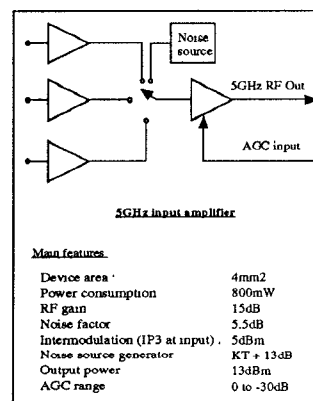 Noise
source
5GHz RF Out
AGC input
5GHz input amplifier
Main features
Device area : 4mm2
Power consumption 800mW
RF gain 15dB
Noise factor 5.5dB
Intermodulation (IP3 at input) . 5dBm
Noise source generator KT + 13dB
Output power 13dBm
AGC range 0 to -30dB